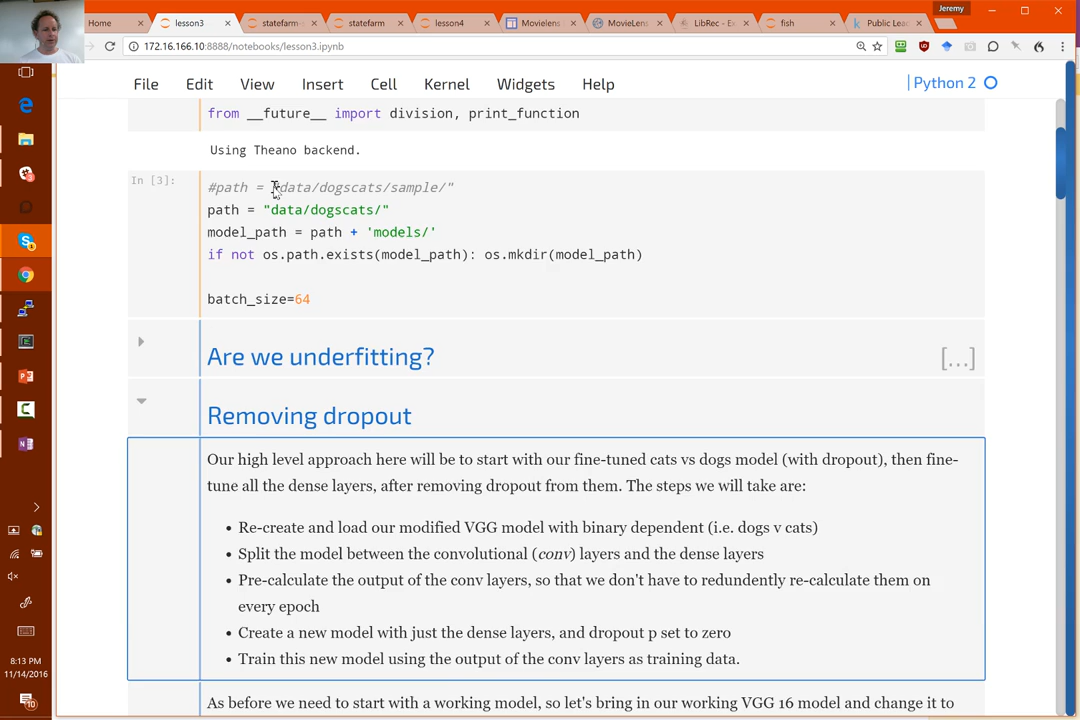 Jeremy
Home
lesson3
statefarm-s
statefarm
lesson4
Movielens
MovieLen
LibRec - Ex
fish
Public Lea
172.16.166.10:8888/notebooks/lesson3.ipynb
File Edit View Insert Cell Kernel Widgets Help
Python 2
from __future__ import division, print_function
Using Theano backend.
In [3]:
#path = "data/dogscats/sample/"
path = "data/dogscats/"
model_path = path + 'models/'
if not os.path.exists(model_path): os.mkdir(model_path)
batch_size=64
Are we underfitting?
[...]
Removing dropout
Our high level approach here will be to start with our fine-tuned cats vs dogs model (with dropout), then fine-
tune all the dense layers, after removing dropout from them. The steps we will take are:
• Re-create and load our modified VGG model with binary dependent (i.e. dogs v cats)
• Split the model between the convolutional (conv) layers and the dense layers
• Pre-calculate the output of the conv layers, so that we don't have to redundently re-calculate them on
every epoch
• Create a new model with just the dense layers, and dropout p set to zero
• Train this new model using the output of the conv layers as training data.
As before we need to start with a working model, so let's bring in our working VGG 16 model and change it to
8:13 PM
11/14/2016
10